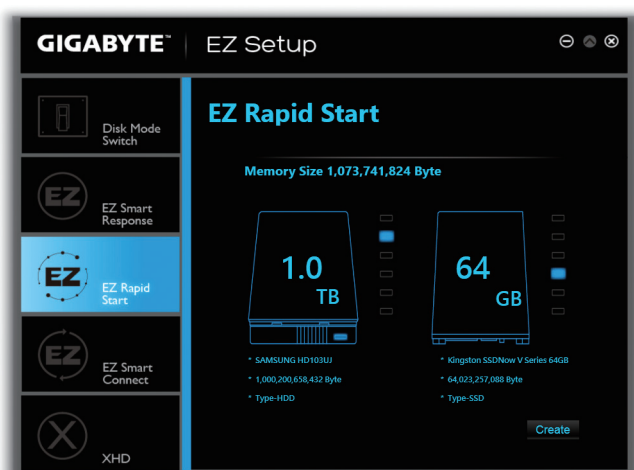 GIGABYTE™ EZ Setup
Disk Mode
Switch
EZ
EZ Smart
Response
EZ
EZ Rapid
Start
EZ
EZ Smart
Connect
X
XHD
EZ Rapid Start
Memory Size 1,073,741,824 Byte
1.0
TB
64
GB
* SAMSUNG HD103UJ
* 1,000,200,658,432 Byte
* Type-HDD
* Kingston SSDNow V Series 64GB
* 64,023,257,088 Byte
* Type-SSD
Create